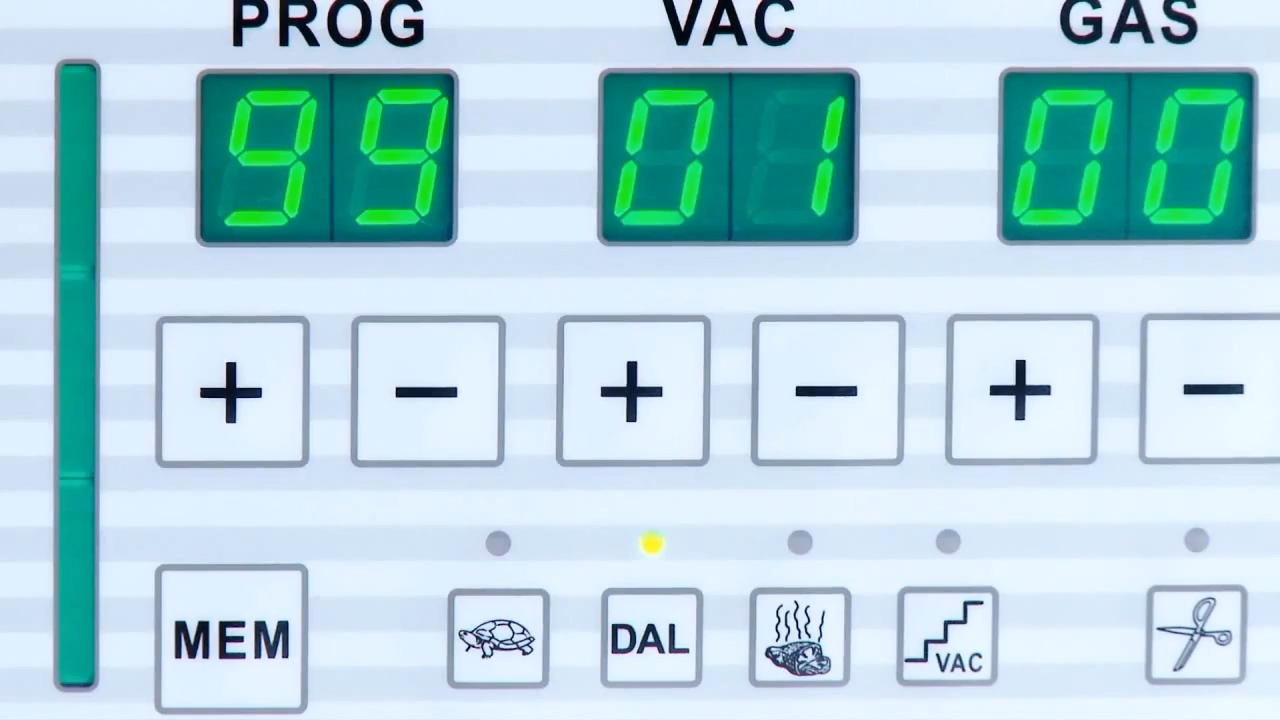 PROG VAC GAS
99 01 00
+ − + − + −
MEM DAL VAC